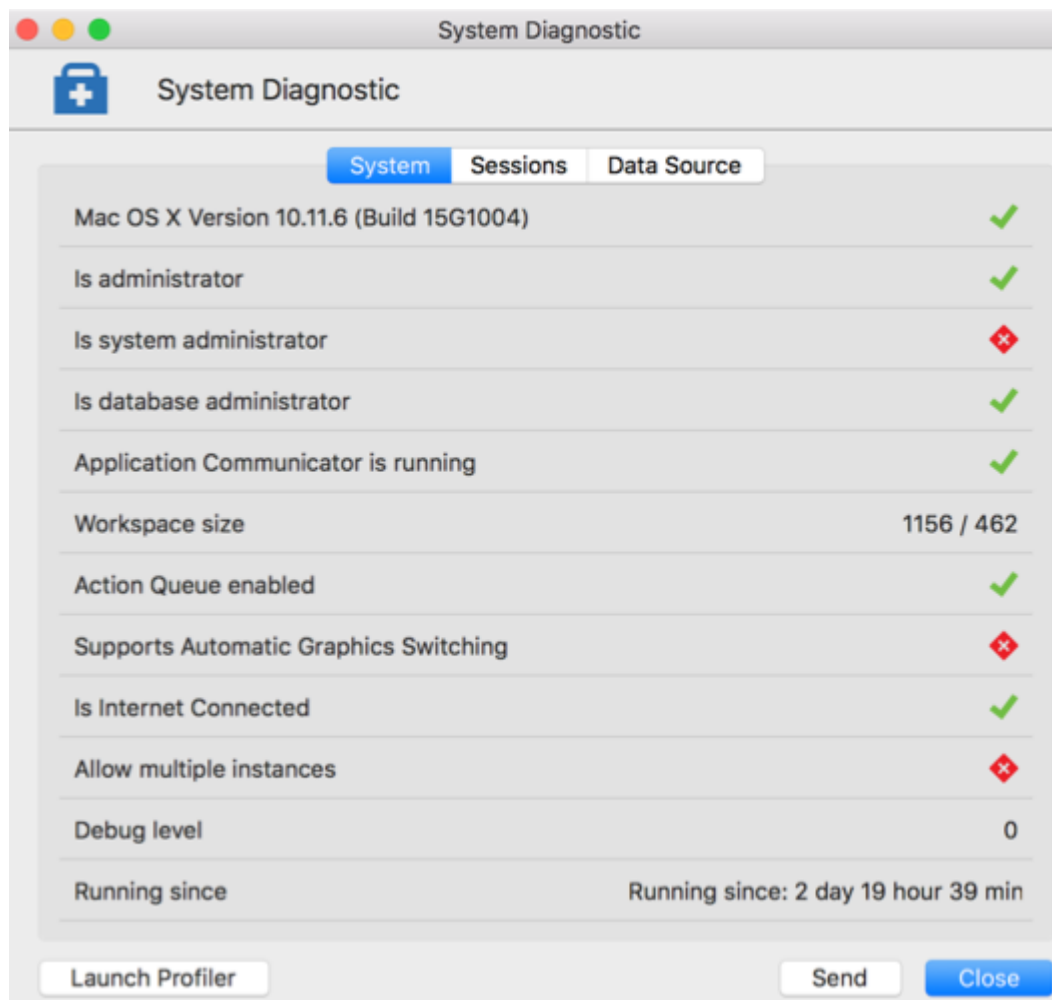 System Diagnostic
System Diagnostic
System Sessions Data Source
Mac OS X Version 10.11.6 (Build 15G1004)
Is administrator
Is system administrator
Is database administrator
Application Communicator is running
Workspace size 1156 / 462
Action Queue enabled
Supports Automatic Graphics Switching
Is Internet Connected
Allow multiple instances
Debug level 0
Running since Running since: 2 day 19 hour 39 min
Launch Profiler Send Close